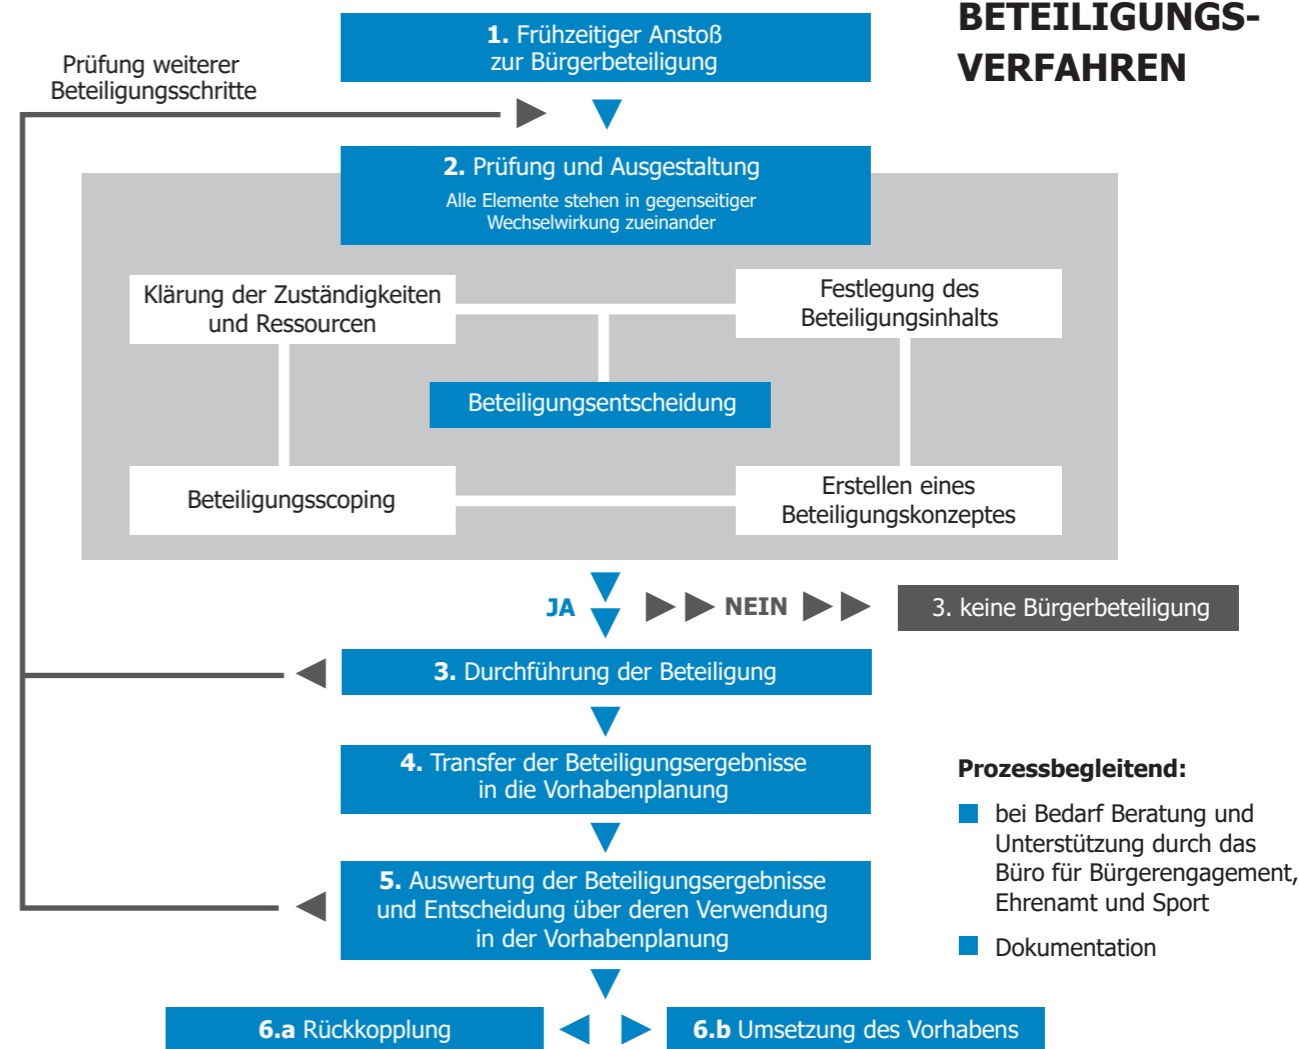 BETEILIGUNGS-
VERFAHREN
1. Frühzeitiger Anstoß
zur Bürgerbeteiligung
Prüfung weiterer
Beteiligungsschritte
2. Prüfung und Ausgestaltung
Alle Elemente stehen in gegenseitiger
Wechselwirkung zueinander
Klärung der Zuständigkeiten
und Ressourcen
Festlegung des
Beteiligungsinhalts
Beteiligungsentscheidung
Beteiligungsscoping
Erstellen eines
Beteiligungskonzeptes
JA
NEIN
3. keine Bürgerbeteiligung
3. Durchführung der Beteiligung
4. Transfer der Beteiligungsergebnisse
in die Vorhabenplanung
5. Auswertung der Beteiligungsergebnisse
und Entscheidung über deren Verwendung
in der Vorhabenplanung
6.a Rückkopplung
6.b Umsetzung des Vorhabens
Prozessbegleitend:
bei Bedarf Beratung und
Unterstützung durch das
Büro für Bürgerengagement,
Ehrenamt und Sport
Dokumentation